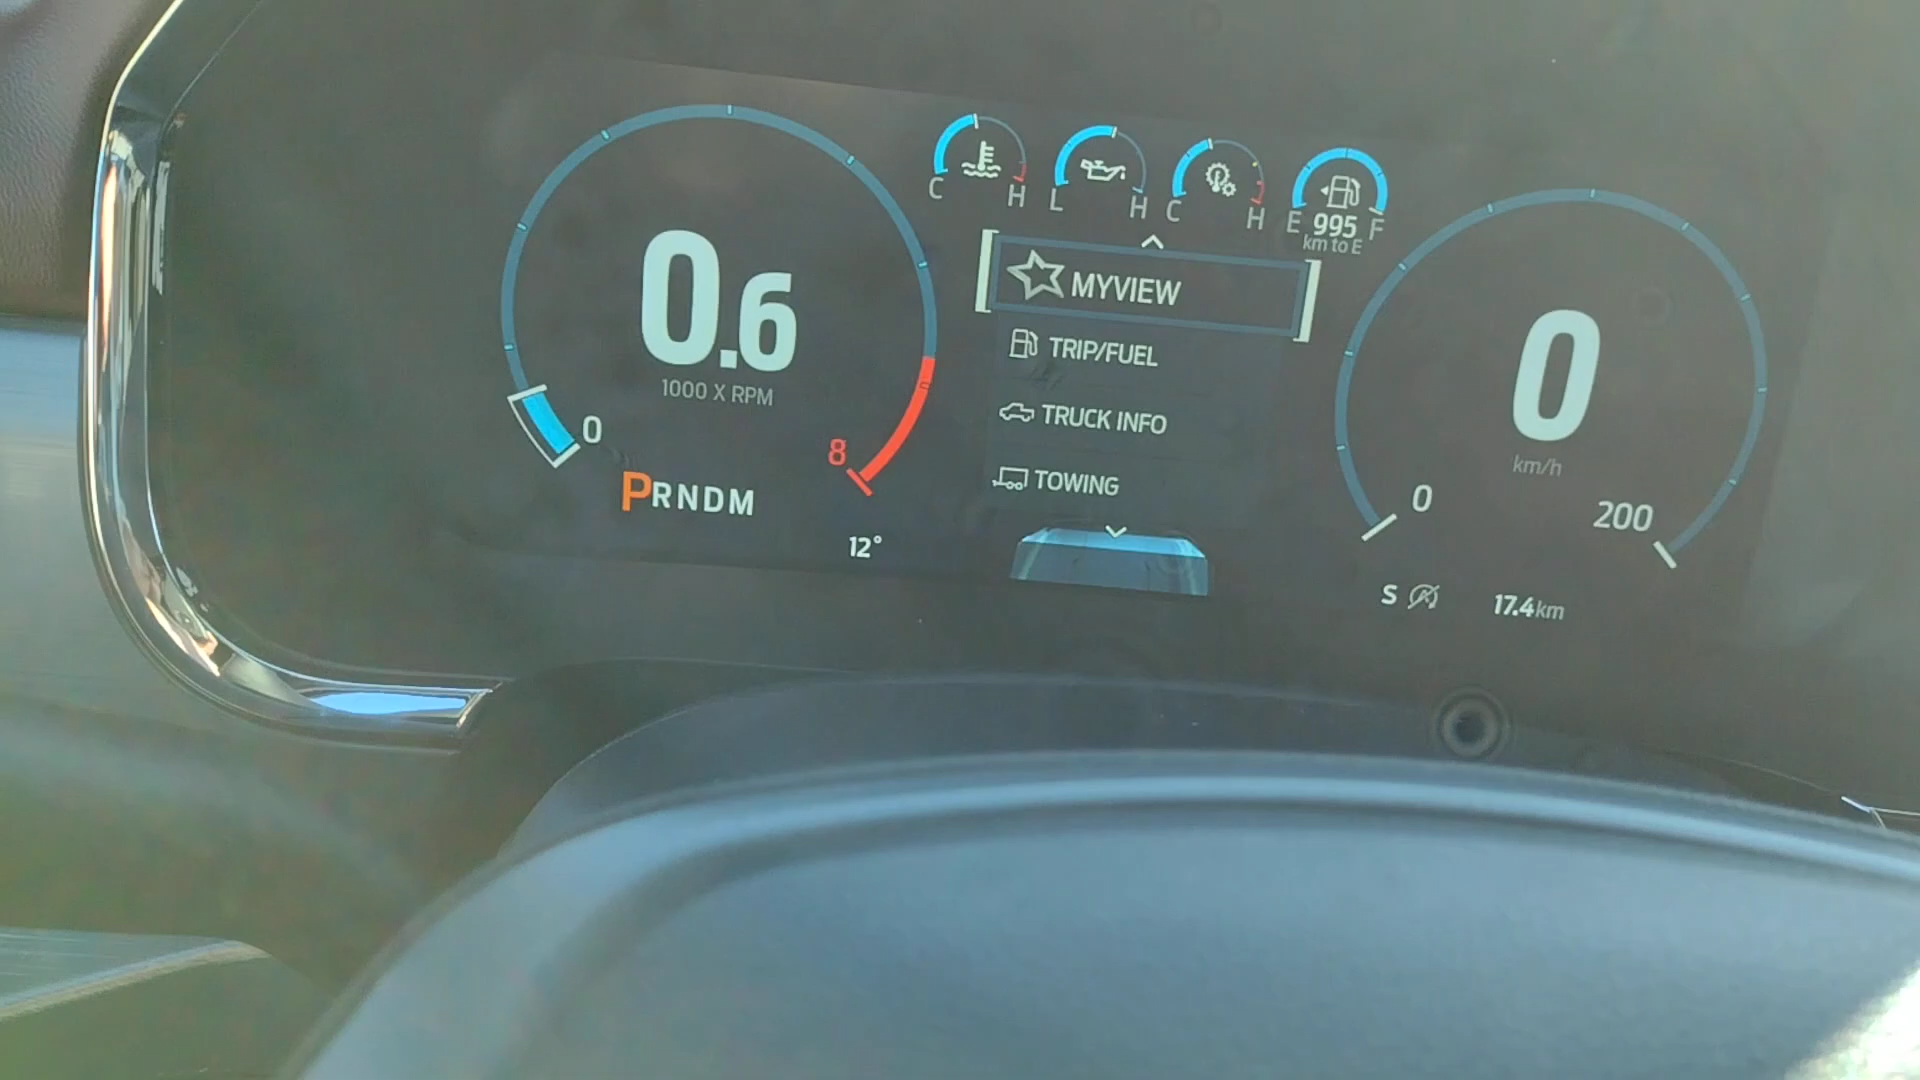 C H
L H
C H
E 995 F
km to E
MYVIEW
TRIP/FUEL
TRUCK INFO
TOWING
0.6
1000 X RPM
0
8
PRNDM
12°
0
km/h
0
200
S
17.4km